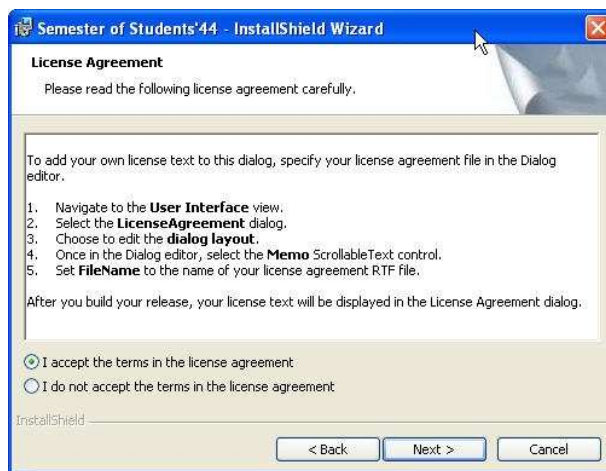 Semester of Students'44 - InstallShield Wizard
License Agreement
Please read the following license agreement carefully.
To add your own license text to this dialog, specify your license agreement file in the Dialog
editor.
1. Navigate to the User Interface view.
2. Select the LicenseAgreement dialog.
3. Choose to edit the dialog layout.
4. Once in the Dialog editor, select the Memo ScrollableText control.
5. Set FileName to the name of your license agreement RTF file.
After you build your release, your license text will be displayed in the License Agreement dialog.
I accept the terms in the license agreement
I do not accept the terms in the license agreement
InstallShield
< Back Next > Cancel